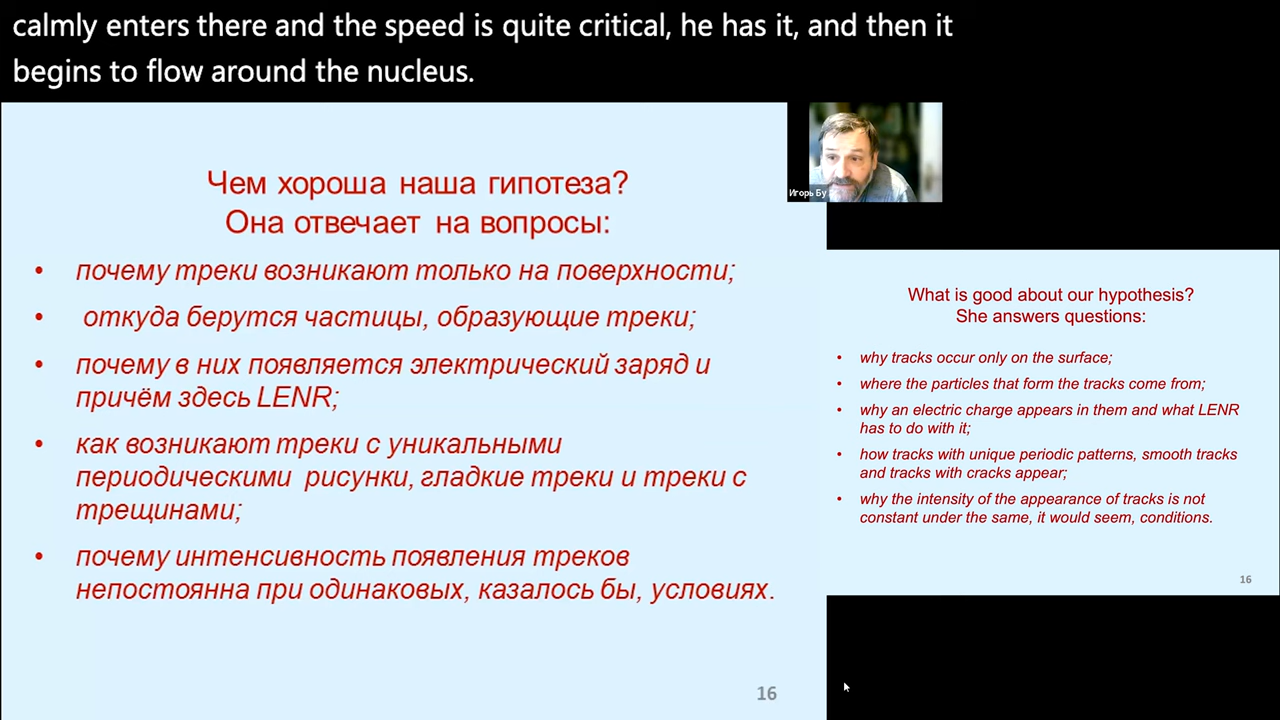 calmly enters there and the speed is quite critical, he has it, and then it
begins to flow around the nucleus.
Чем хороша наша гипотеза?
Она отвечает на вопросы:
• почему треки возникают только на поверхности;
• откуда берутся частицы, образующие треки;
• почему в них появляется электрический заряд и
причём здесь LENR;
• как возникают треки с уникальными
периодическими рисунки, гладкие треки и треки с
трещинами;
• почему интенсивность появления треков
непостоянна при одинаковых, казалось бы, условиях.
16
Игорь Бу
What is good about our hypothesis?
She answers questions:
• why tracks occur only on the surface;
• where the particles that form the tracks come from;
• why an electric charge appears in them and what LENR
has to do with it;
• how tracks with unique periodic patterns, smooth tracks
and tracks with cracks appear;
• why the intensity of the appearance of tracks is not
constant under the same, it would seem, conditions.
16